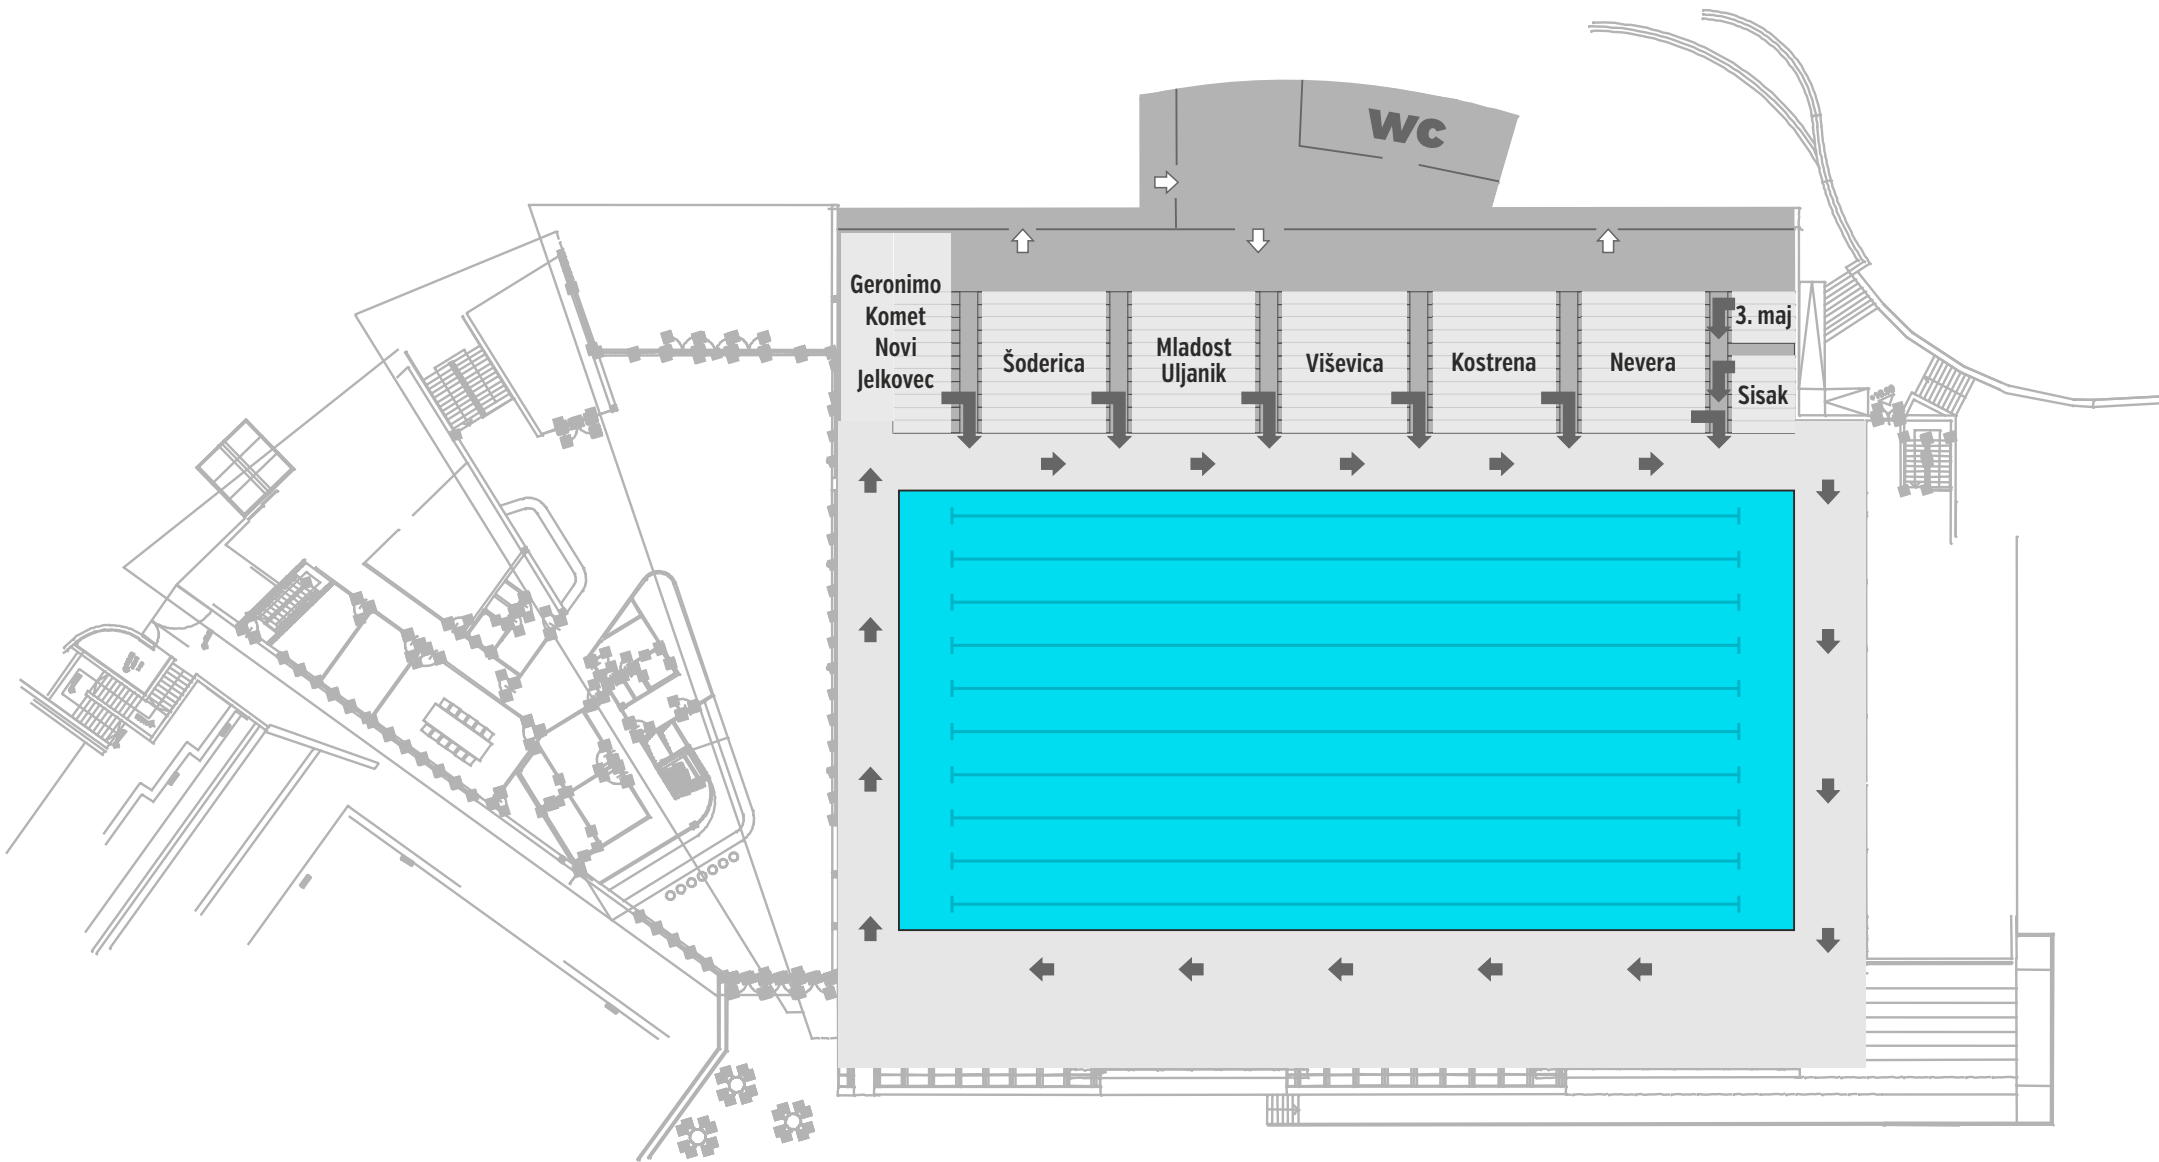 WC
Geronimo
Komet
Novi
Jelkovec
Šoderica
Mladost
Uljanik
Viševica
Kostrena
Nevera
3. maj
Sisak